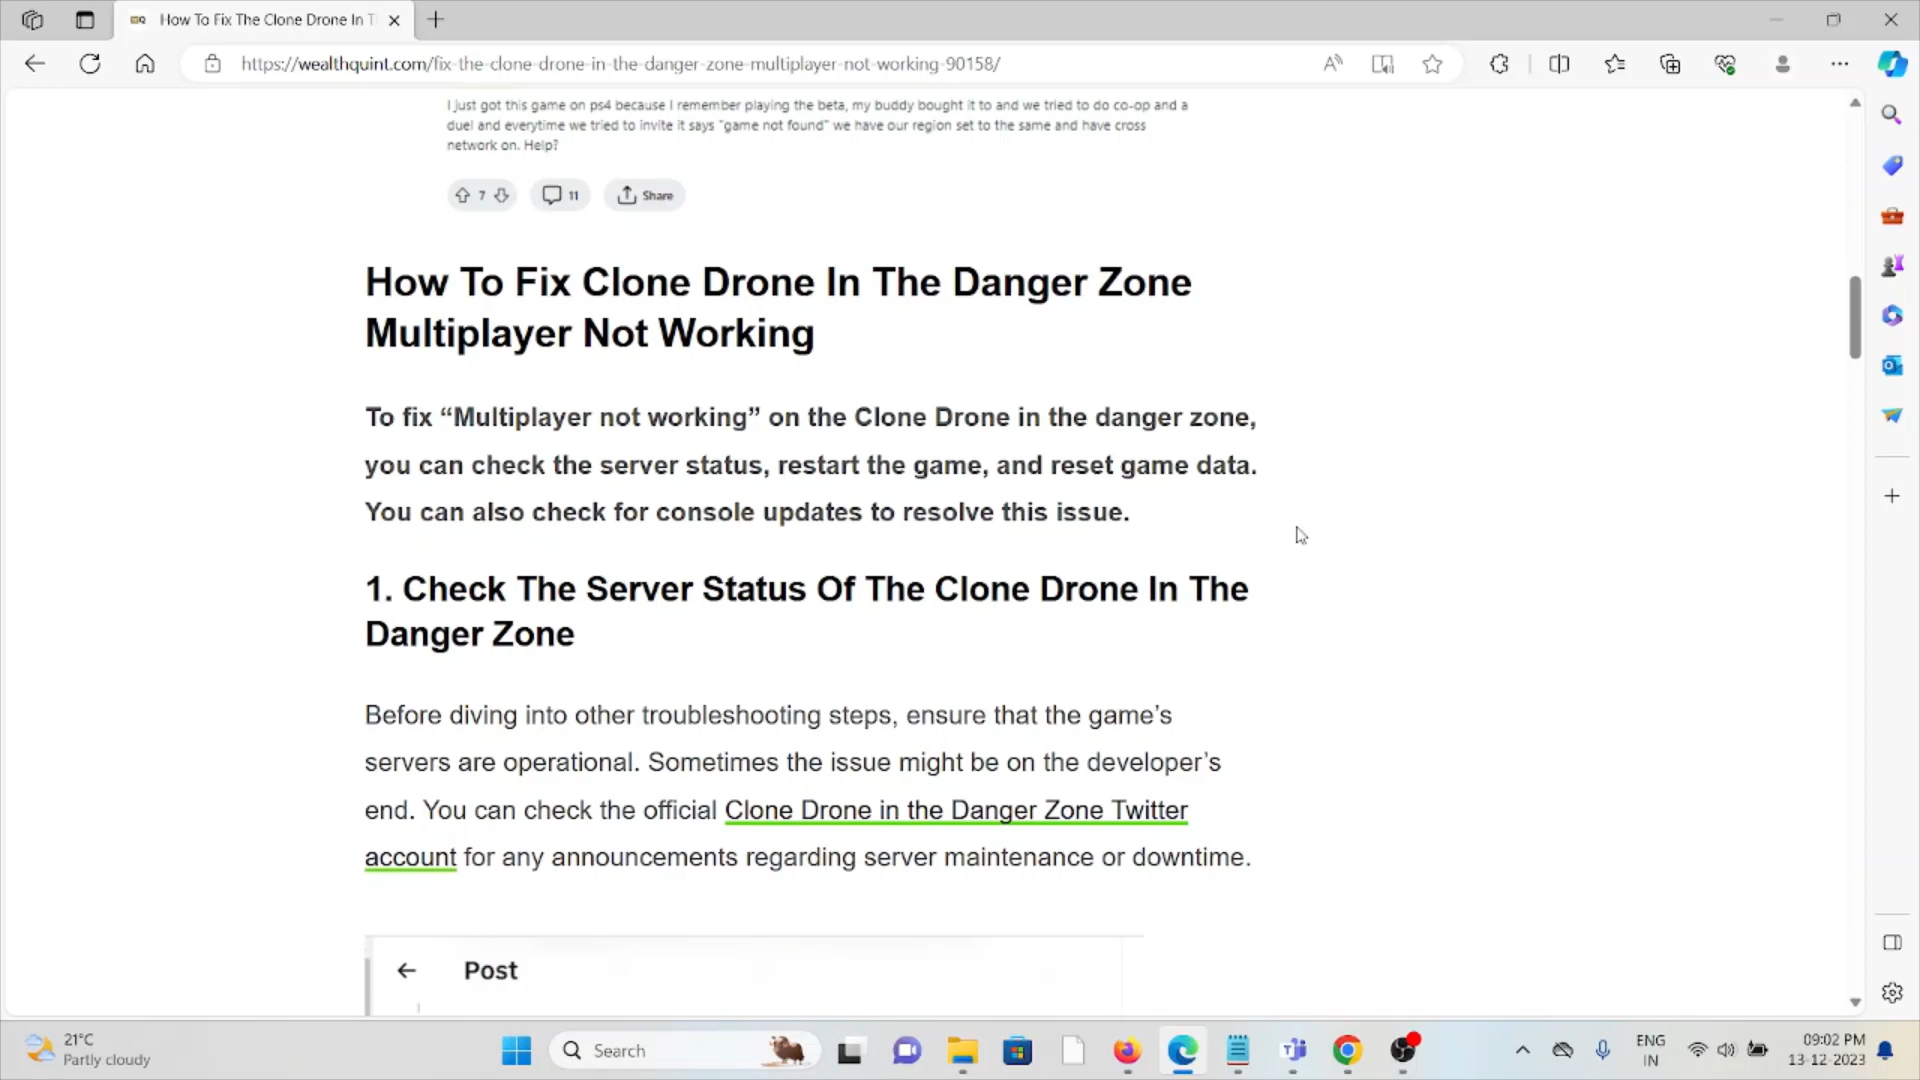 How To Fix The Clone Drone In T
https://wealthquint.com/fix-the-clone-drone-in-the-danger-zone-multiplayer-not-working-90158/
I just got this game on ps4 because I remember playing the beta, my buddy bought it to and we tried to do co-op and a
duel and everytime we tried to invite it says "game not found" we have our region set to the same and have cross
network on. Help?
7
11
Share
How To Fix Clone Drone In The Danger Zone
Multiplayer Not Working
To fix “Multiplayer not working” on the Clone Drone in the danger zone,
you can check the server status, restart the game, and reset game data.
You can also check for console updates to resolve this issue.
1. Check The Server Status Of The Clone Drone In The
Danger Zone
Before diving into other troubleshooting steps, ensure that the game’s
servers are operational. Sometimes the issue might be on the developer’s
end. You can check the official Clone Drone in the Danger Zone Twitter
account for any announcements regarding server maintenance or downtime.
Post
21°C
Partly cloudy
Search
ENG
IN
09:02 PM
13-12-2023